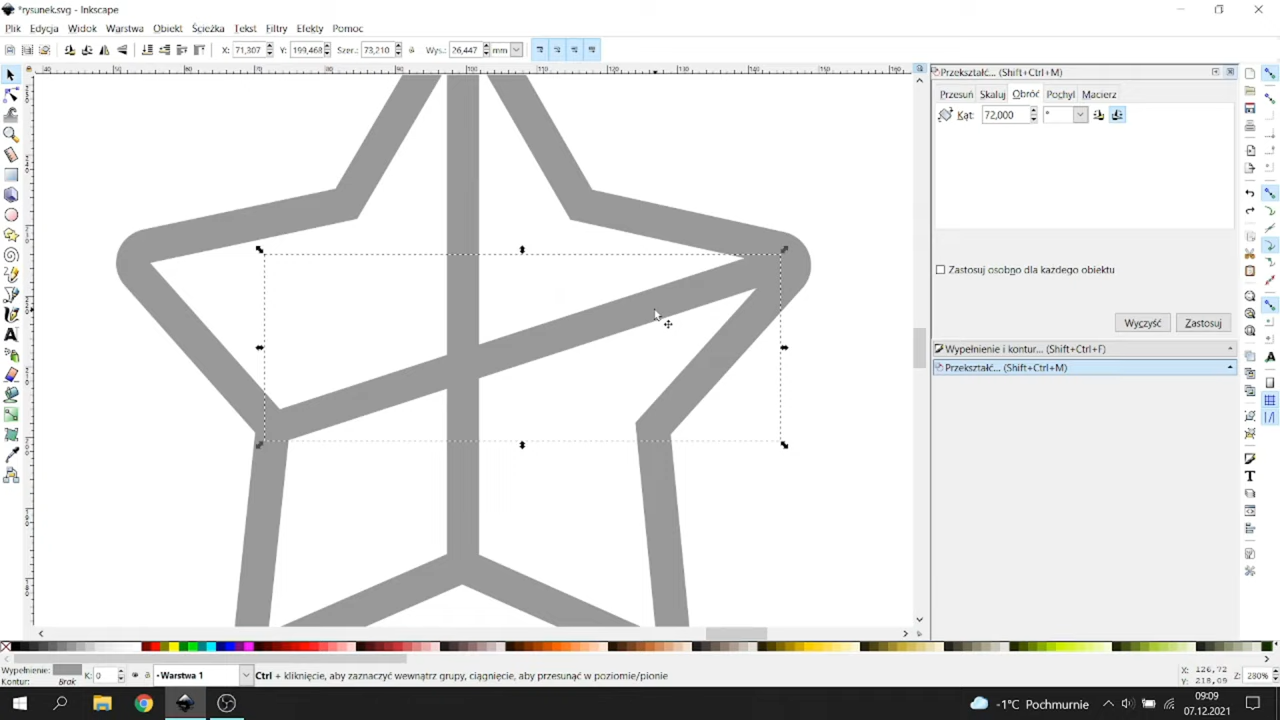 *rysunek.svg - Inkscape
Plik Edycja Widok Warstwa Obiekt Ścieżka Tekst Filtry Efekty Pomoc
X: 71,307 Y: 199,468 Szer.: 73,210 Wys.: 26,447 mm
Przekształć... (Shift+Ctrl+M)
Przesuń Skaluj Obróć Pochyl Macierz
Kąt: 72,000 °
Zastosuj osobno dla każdego obiektu
Wyczyść Zastosuj
Wypełnienie i kontur... (Shift+Ctrl+F)
Przekształć... (Shift+Ctrl+M)
Wypełnienie:
Kontur: Brak
K: 0
Warstwa 1
Ctrl + kliknięcie, aby zaznaczyć wewnątrz grupy, ciągnięcie, aby przesunąć w poziomie/pionie
X: 126,72
Y: 218,09
Z: 280%
-1°C Pochmurnie
09:09
07.12.2021